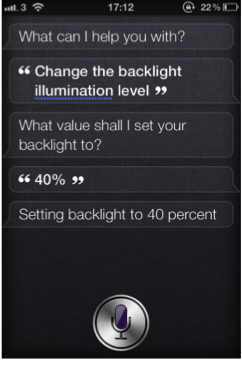 3 17:12 22%
What can I help you with?
“ Change the backlight
illumination level ”
What value shall I set your
backlight to?
“ 40% ”
Setting backlight to 40 percent